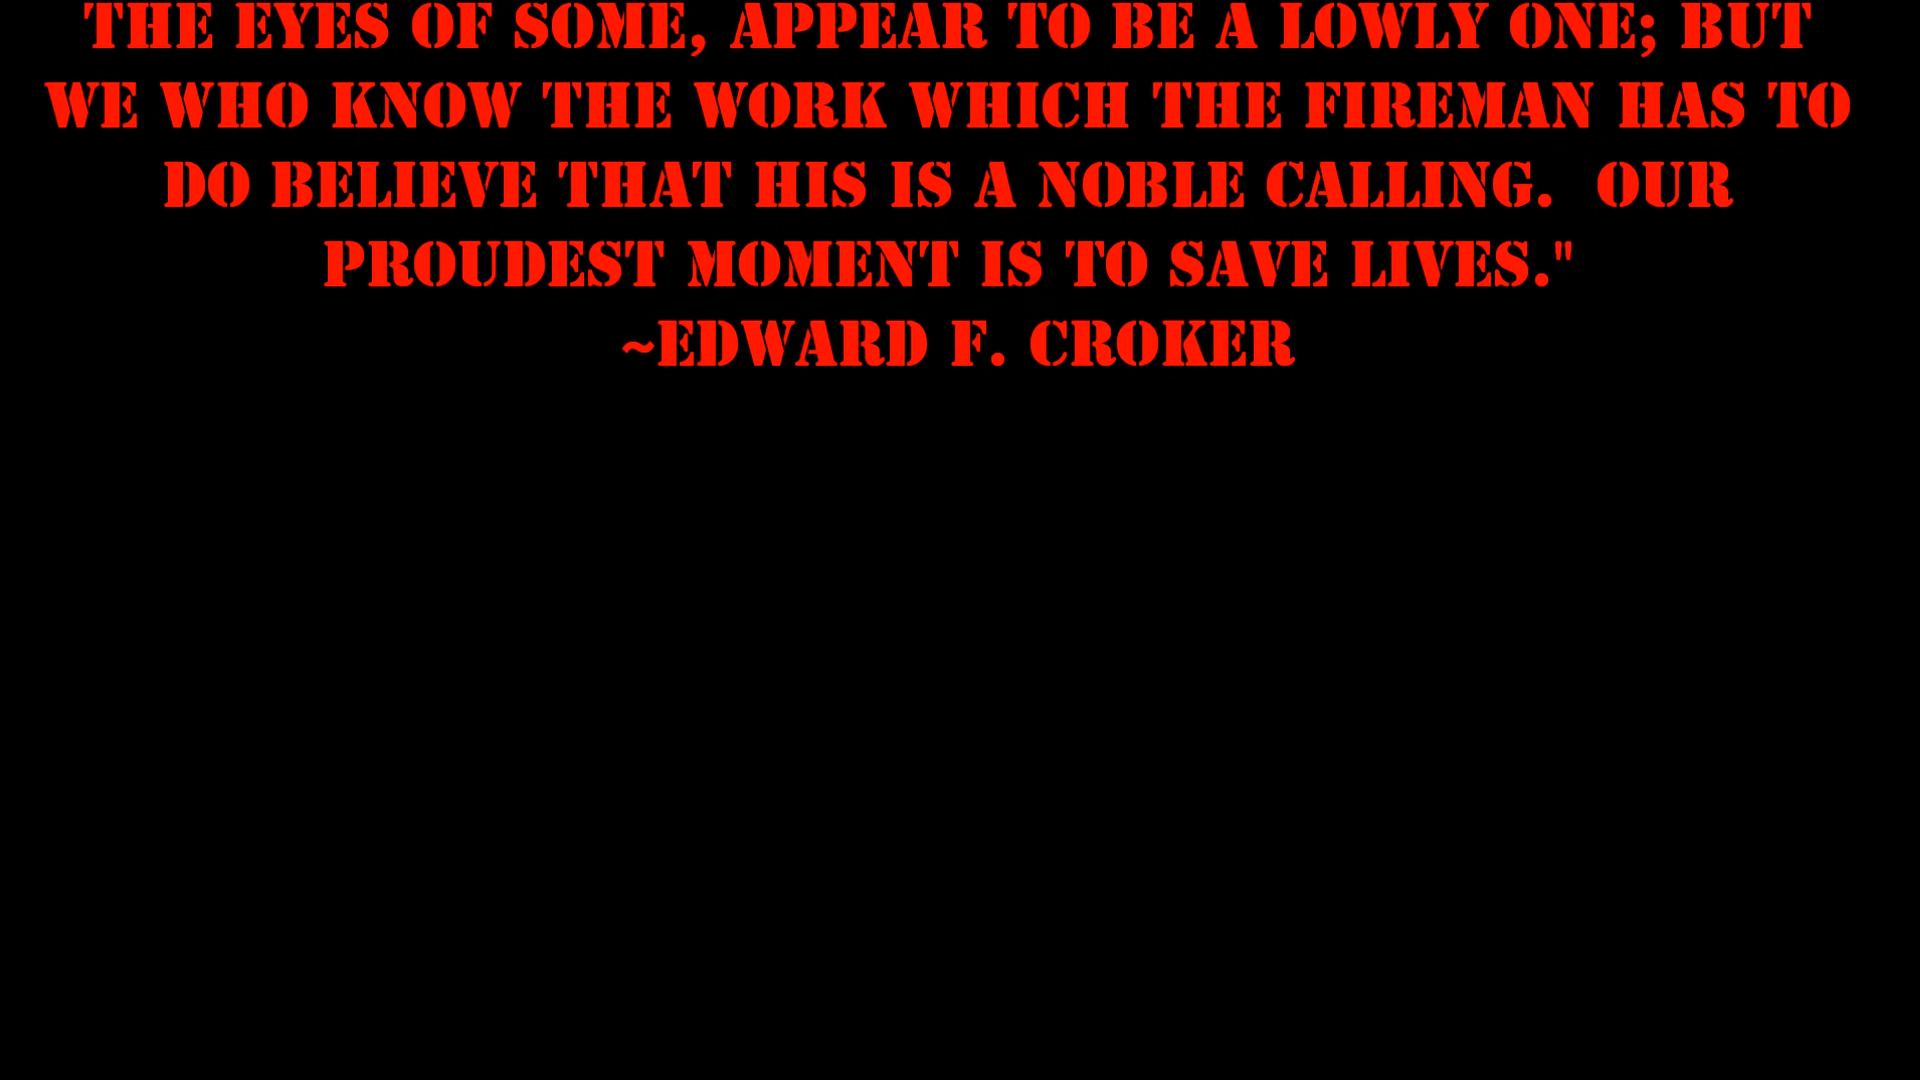 THE EYES OF SOME, APPEAR TO BE A LOWLY ONE; BUT
WE WHO KNOW THE WORK WHICH THE FIREMAN HAS TO
DO BELIEVE THAT HIS IS A NOBLE CALLING.  OUR
PROUDEST MOMENT IS TO SAVE LIVES."
~EDWARD F. CROKER